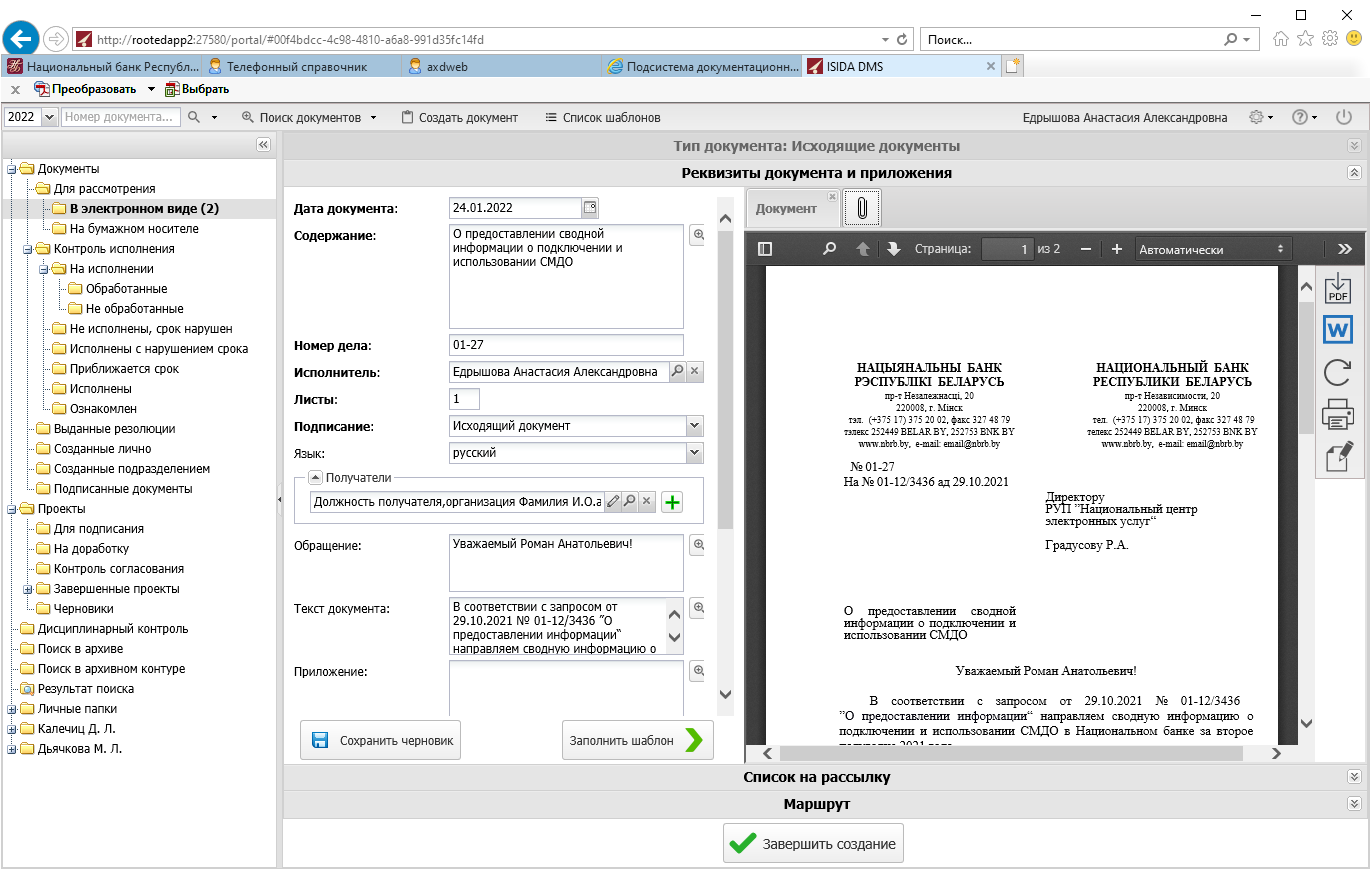 http://rootedapp2:27580/portal/#00f4bdcc-4c98-4810-a6a8-991d35fc14fd
Поиск...
Национальный банк Республ...
Телефонный справочник
axdweb
Подсистема документационн...
ISIDA DMS
x Преобразовать
Выбрать
2022
Номер документа...
Поиск документов
Создать документ
Список шаблонов
Едрышова Анастасия Александровна
Документы
Для рассмотрения
В электронном виде (2)
На бумажном носителе
Контроль исполнения
На исполнении
Обработанные
Не обработанные
Не исполнены, срок нарушен
Исполнены с нарушением срока
Приближается срок
Исполнены
Ознакомлен
Выданные резолюции
Созданные лично
Созданные подразделением
Подписанные документы
Проекты
Для подписания
На доработку
Контроль согласования
Завершенные проекты
Черновики
Дисциплинарный контроль
Поиск в архиве
Поиск в архивном контуре
Результат поиска
Личные папки
Калечиц Д. Л.
Дьячкова М. Л.
Тип документа: Исходящие документы
Реквизиты документа и приложения
Дата документа:
24.01.2022
Содержание:
О предоставлении сводной
информации о подключении и
использовании СМДО
Номер дела:
01-27
Исполнитель:
Едрышова Анастасия Александровна
Листы:
1
Подписание:
Исходящий документ
Язык:
русский
Получатели
Должность получателя,организация Фамилия И.О.а
Обращение:
Уважаемый Роман Анатольевич!
Текст документа:
В соответствии с запросом от
29.10.2021 № 01-12/3436 ”О
предоставлении информации“
направляем сводную информацию о
Приложение:
Сохранить черновик
Заполнить шаблон
Документ
Страница:
1
из 2
Автоматически
PDF
W
НАЦЫЯНАЛЬНЫ БАНК
РЭСПУБЛІКІ БЕЛАРУСЬ
пр-т Незалежнасці, 20
220008, г. Мінск
тэл. (+375 17) 375 20 02, факс 327 48 79
тэлекс 252449 BELAR BY, 252753 BNK BY
www.nbrb.by, e-mail: email@nbrb.by
НАЦИОНАЛЬНЫЙ БАНК
РЕСПУБЛИКИ БЕЛАРУСЬ
пр-т Независимости, 20
220008, г. Минск
тел. (+375 17) 375 20 02, факс 327 48 79
телекс 252449 BELAR BY, 252753 BNK BY
www.nbrb.by, e-mail: email@nbrb.by
№ 01-27
На № 01-12/3436 ад 29.10.2021
Директору
РУП ”Национальный центр
электронных услуг“
Градусову Р.А.
О предоставлении сводной
информации о подключении и
использовании СМДО
Уважаемый Роман Анатольевич!
В соответствии с запросом от 29.10.2021 № 01-12/3436
”О предоставлении информации“ направляем сводную информацию о
подключении и использовании СМДО в Национальном банке за второе
полугодие 2021 года
Список на рассылку
Маршрут
Завершить создание